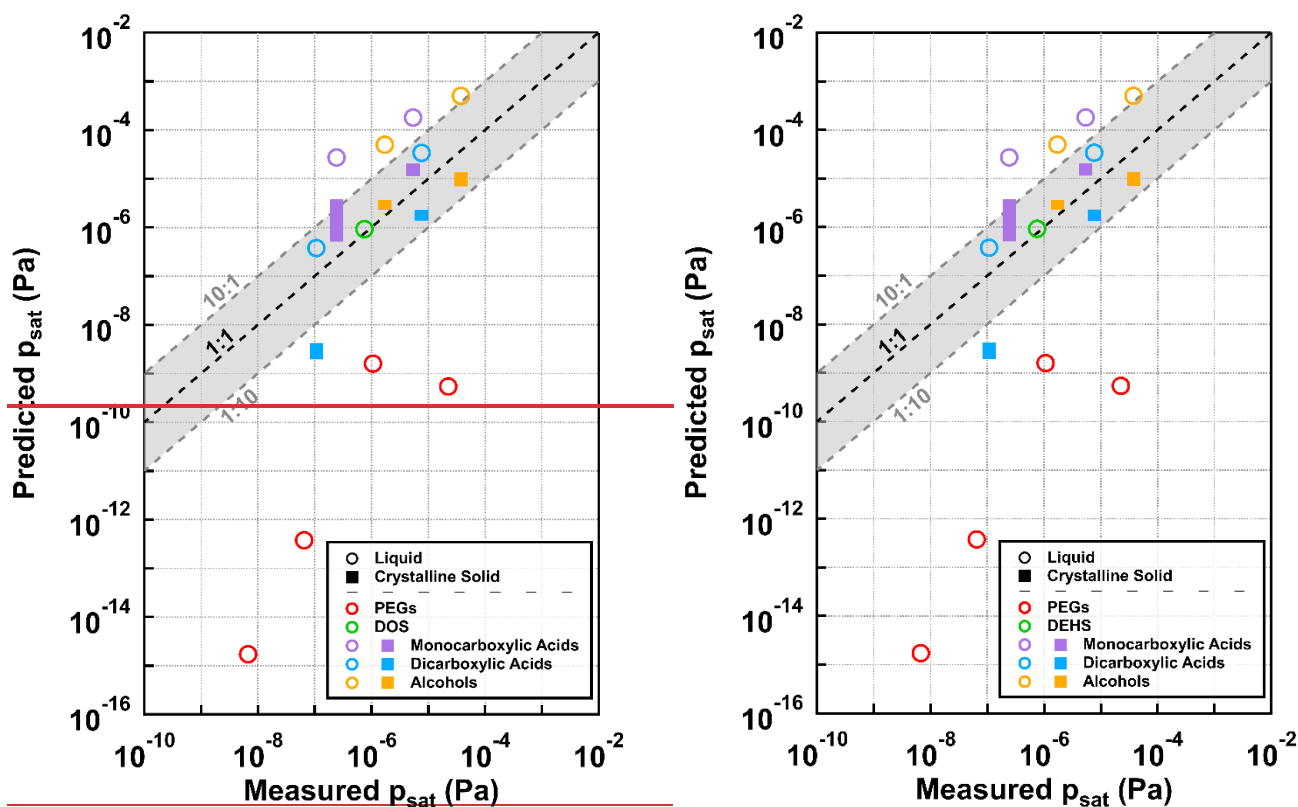 10^-2
10^-4
10^-6
10^-8
10^-10
10^-12
10^-14
10^-16
Predicted p_sat (Pa)
10:1
1:1
1:10
Liquid
Crystalline Solid
PEGs
DOS
Monocarboxylic Acids
Dicarboxylic Acids
Alcohols
10^-10 10^-8 10^-6 10^-4 10^-2
Measured p_sat (Pa)
10^-2
10^-4
10^-6
10^-8
10^-10
10^-12
10^-14
10^-16
Predicted p_sat (Pa)
10:1
1:1
1:10
Liquid
Crystalline Solid
PEGs
DEHS
Monocarboxylic Acids
Dicarboxylic Acids
Alcohols
10^-10 10^-8 10^-6 10^-4 10^-2
Measured p_sat (Pa)